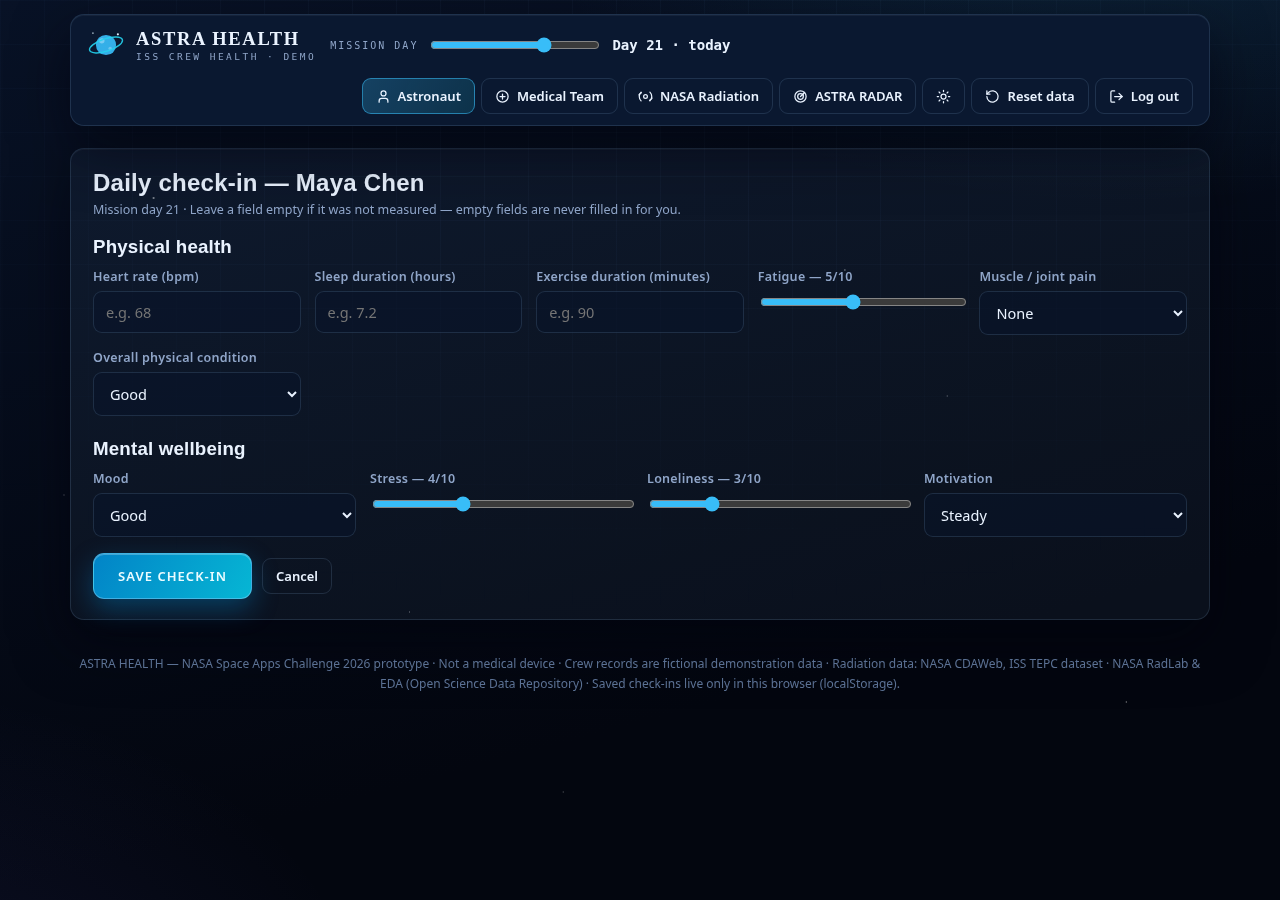 ASTRA HEALTH
ISS CREW HEALTH · DEMO
MISSION DAY
Day 21 · today
Astronaut
Medical Team
NASA Radiation
ASTRA RADAR
Reset data
Log out
Daily check-in — Maya Chen
Mission day 21 · Leave a field empty if it was not measured — empty fields are never filled in for you.
Physical health
Heart rate (bpm)
Sleep duration (hours)
Exercise duration (minutes)
Fatigue — 5/10
Muscle / joint pain
e.g. 68
e.g. 7.2
e.g. 90
None
Overall physical condition
Good
Mental wellbeing
Mood
Stress — 4/10
Loneliness — 3/10
Motivation
Good
Steady
SAVE CHECK-IN
Cancel
ASTRA HEALTH — NASA Space Apps Challenge 2026 prototype · Not a medical device · Crew records are fictional demonstration data · Radiation data: NASA CDAWeb, ISS TEPC dataset · NASA RadLab &
EDA (Open Science Data Repository) · Saved check-ins live only in this browser (localStorage).